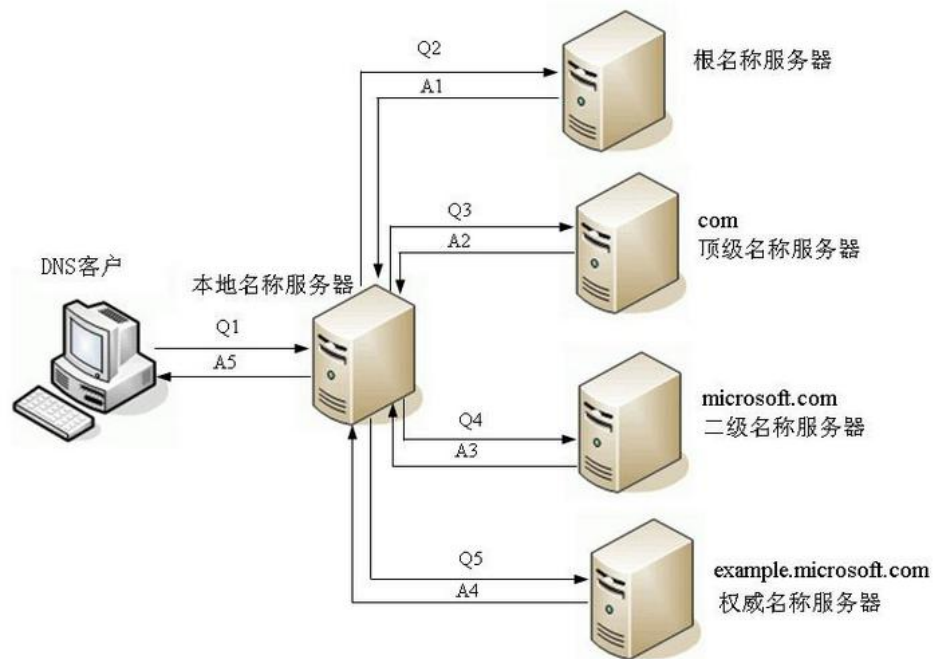 Q2
根名称服务器
A1
Q3
com
A2
顶级名称服务器
DNS客户
本地名称服务器
Q1
A5
microsoft.com
Q4
二级名称服务器
A3
Q5
example.microsoft.com
A4
权威名称服务器